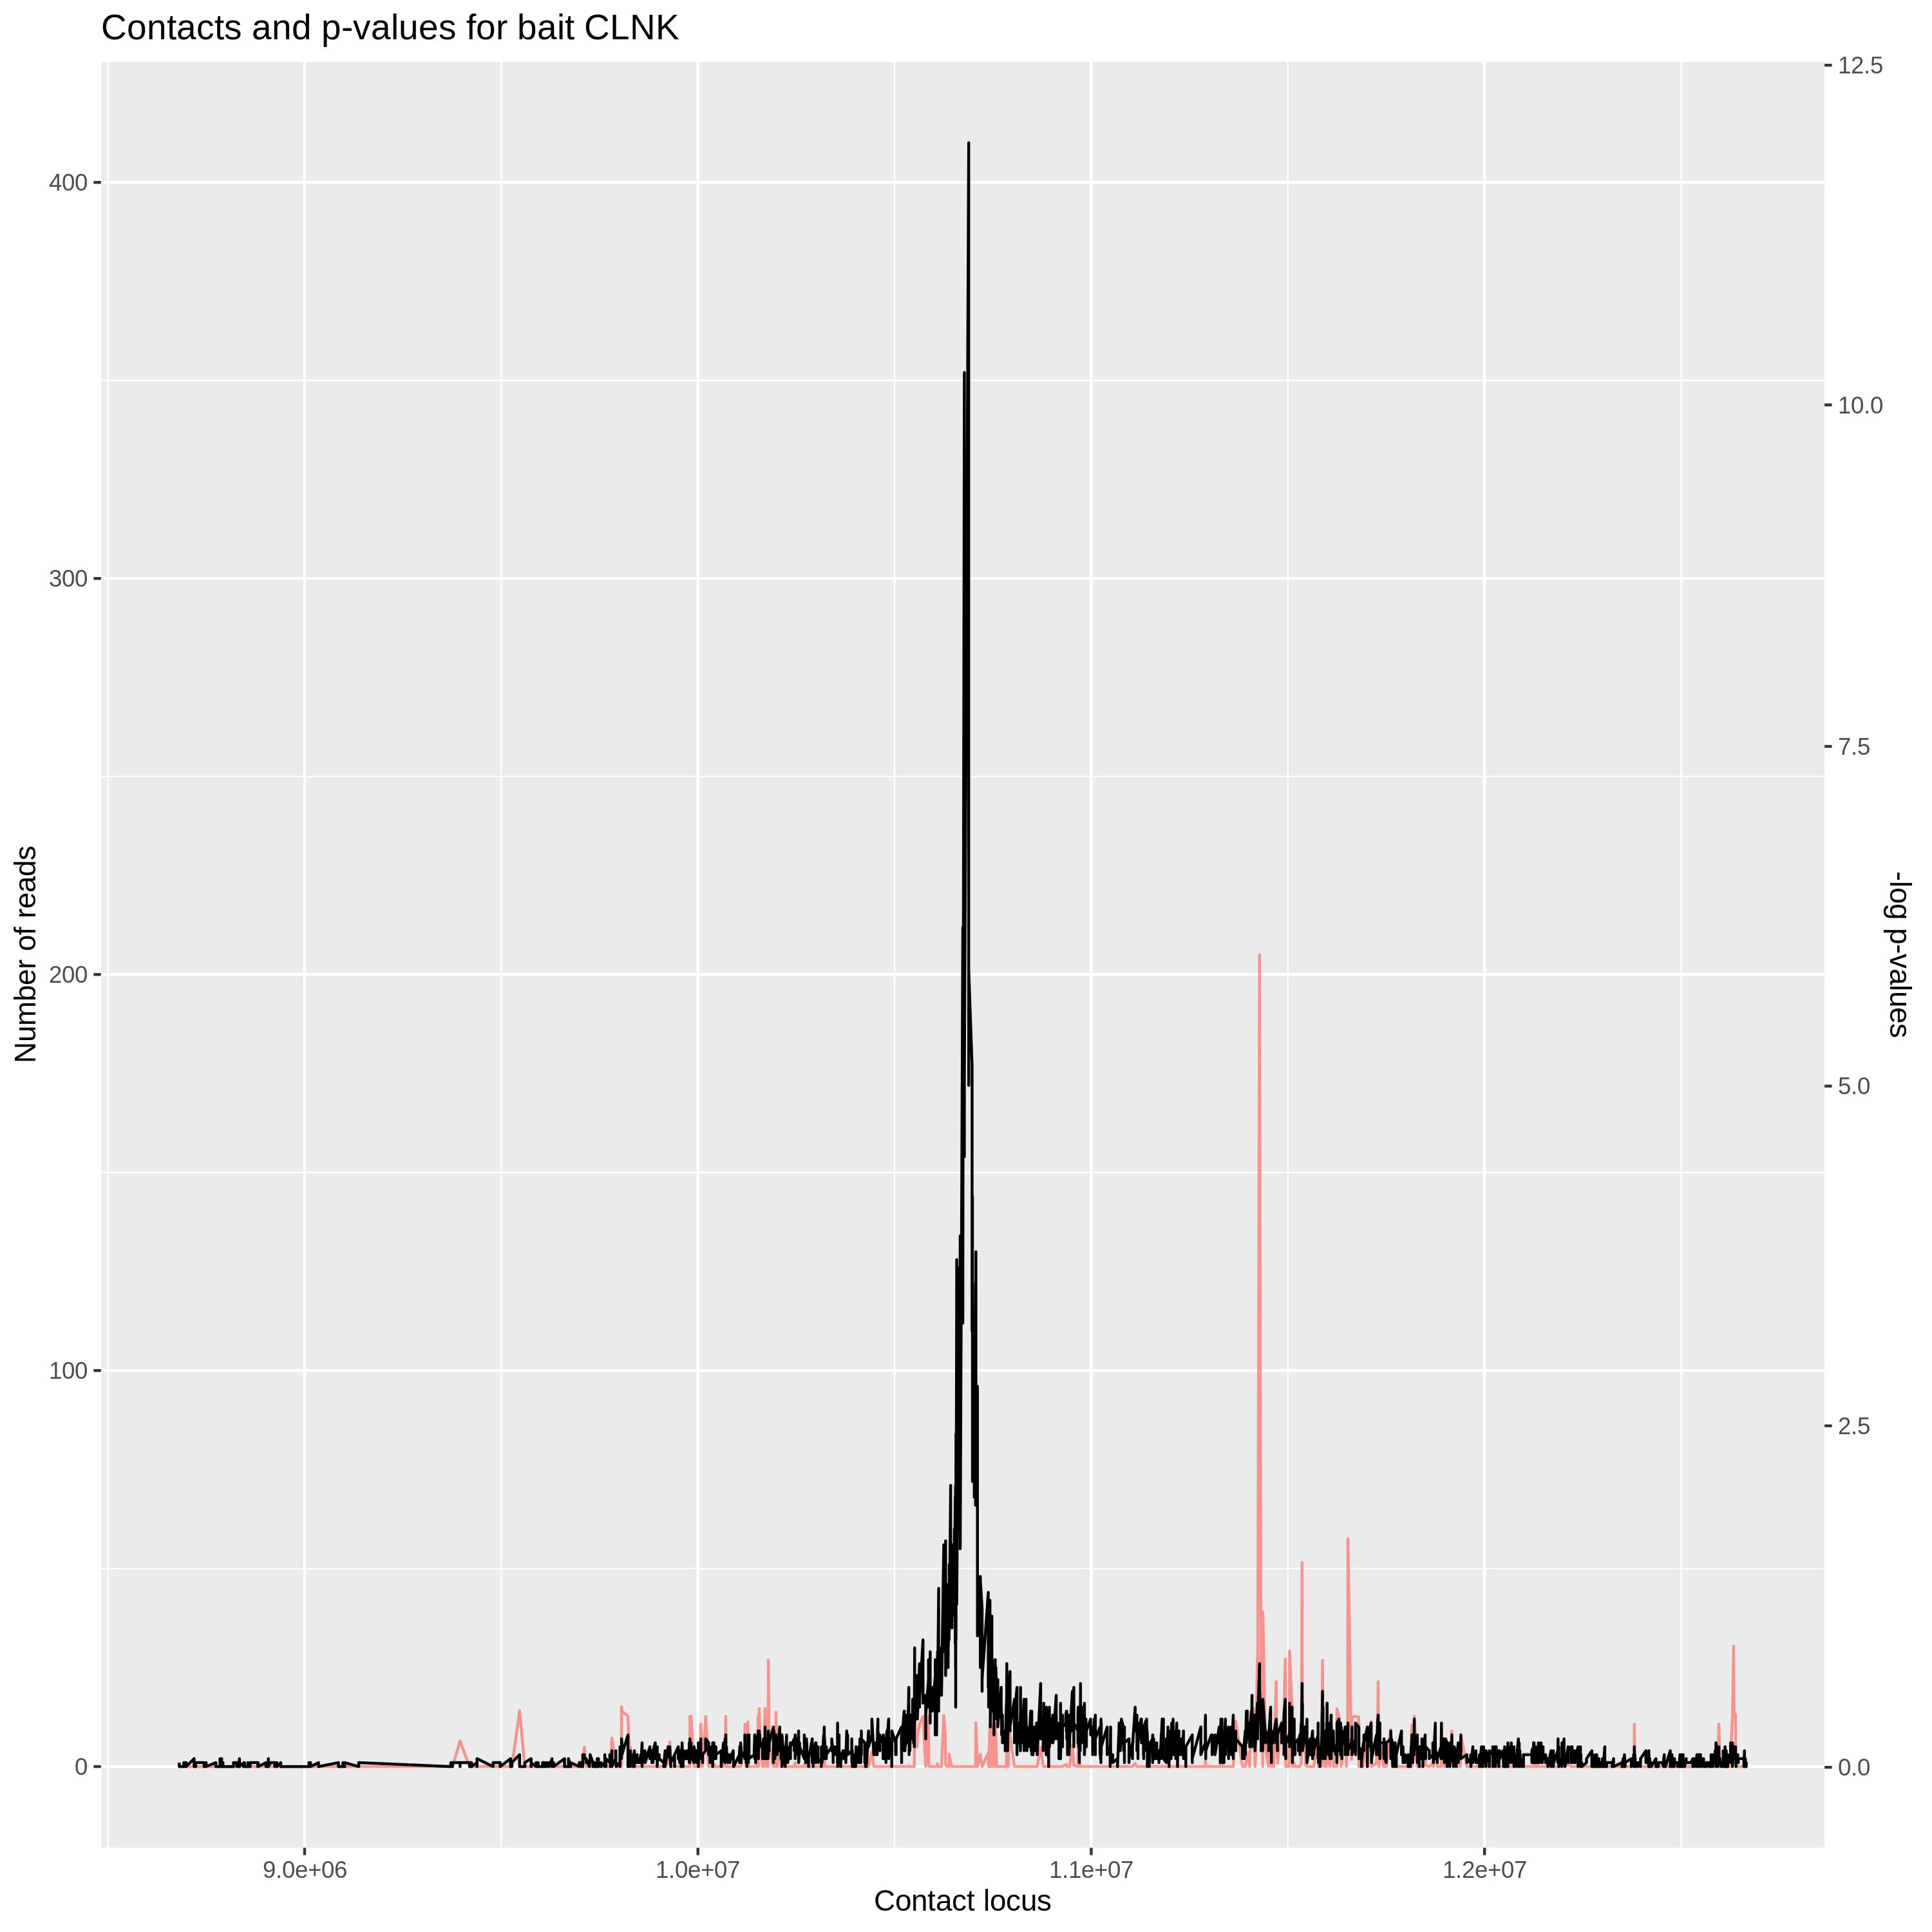 Contacts and p-values for bait CLNK
12.5
400
10.0
300
7.5
Number of reads
-log p-values
200
5.0
100
2.5
0
0.0
9.0e+06
1.0e+07
1.1e+07
1.2e+07
Contact locus